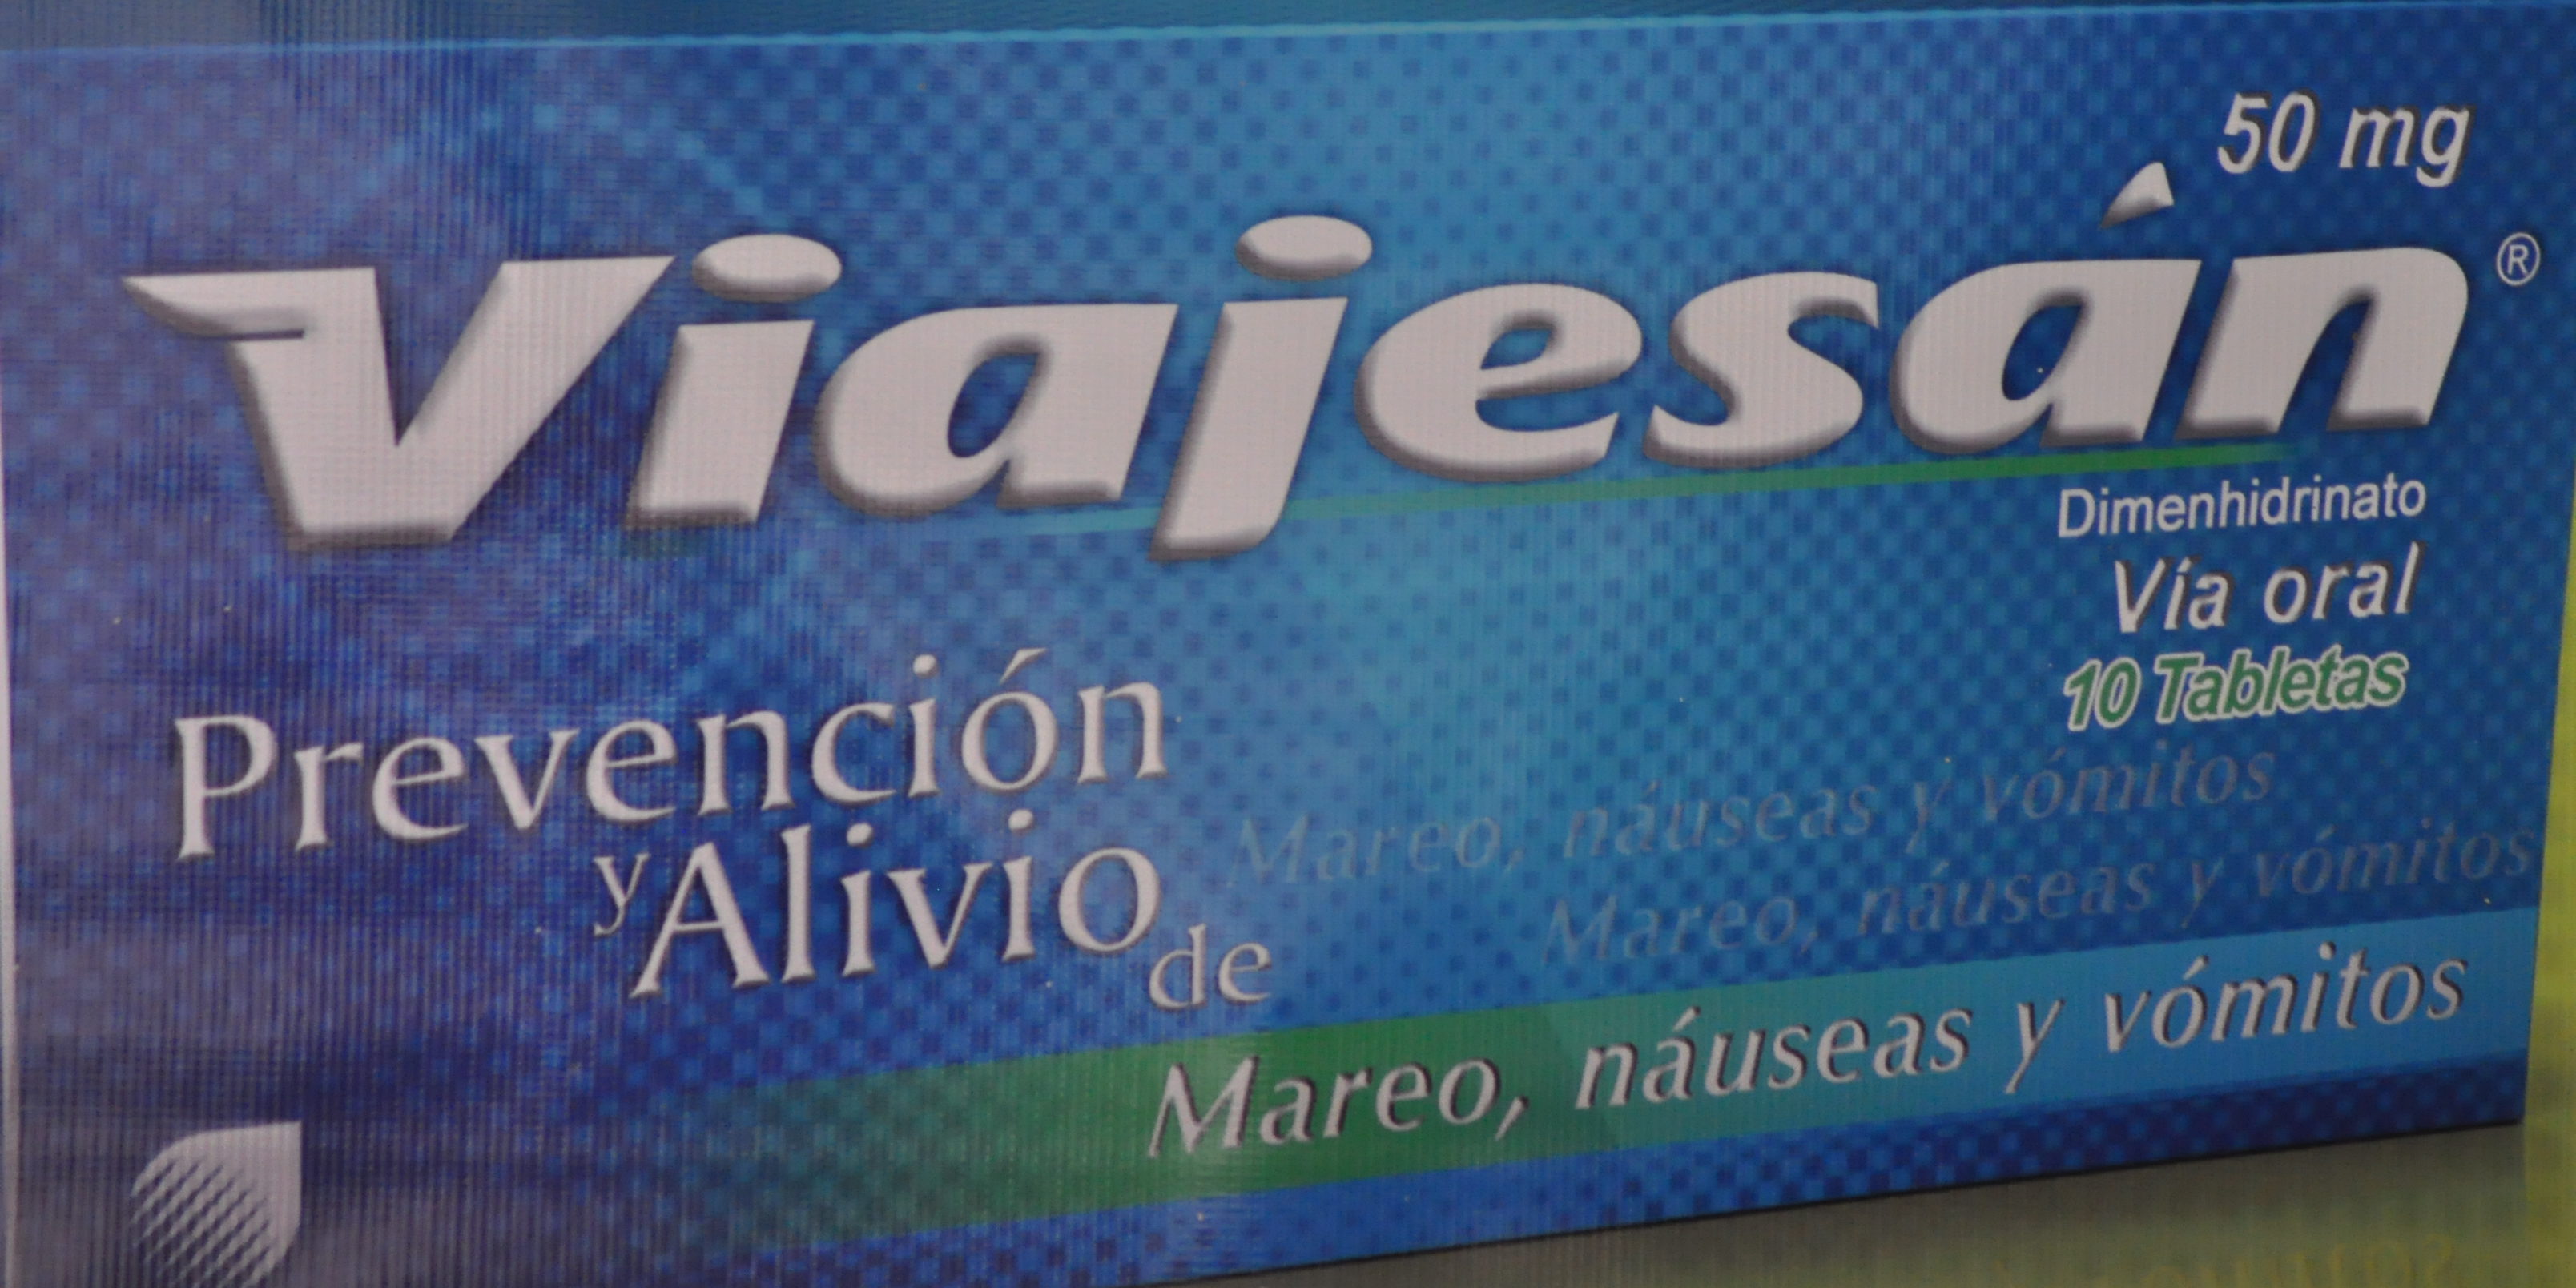 50 mg
Viajesán®
Dimenhidrinato
Vía oral
10 Tabletas
Prevención
y Alivio de
Mareo, náuseas y vómitos
Mareo, náuseas y vómitos
Mareo, náuseas y vómitos